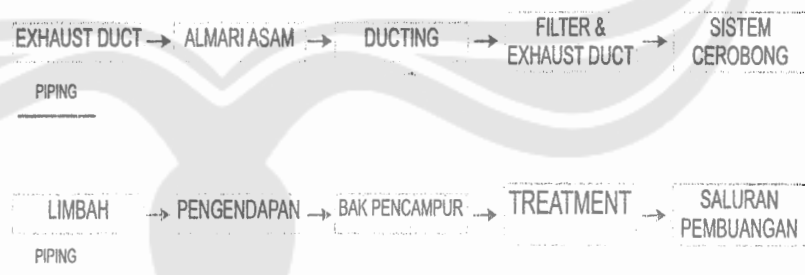 EXHAUST DUCT → ALMARI ASAM → DUCTING → FILTER & EXHAUST DUCT → SISTEM CEROBONG
PIPING
LIMBAH → PENGENDAPAN → BAK PENCAMPUR → TREATMENT → SALURAN PEMBUANGAN
PIPING